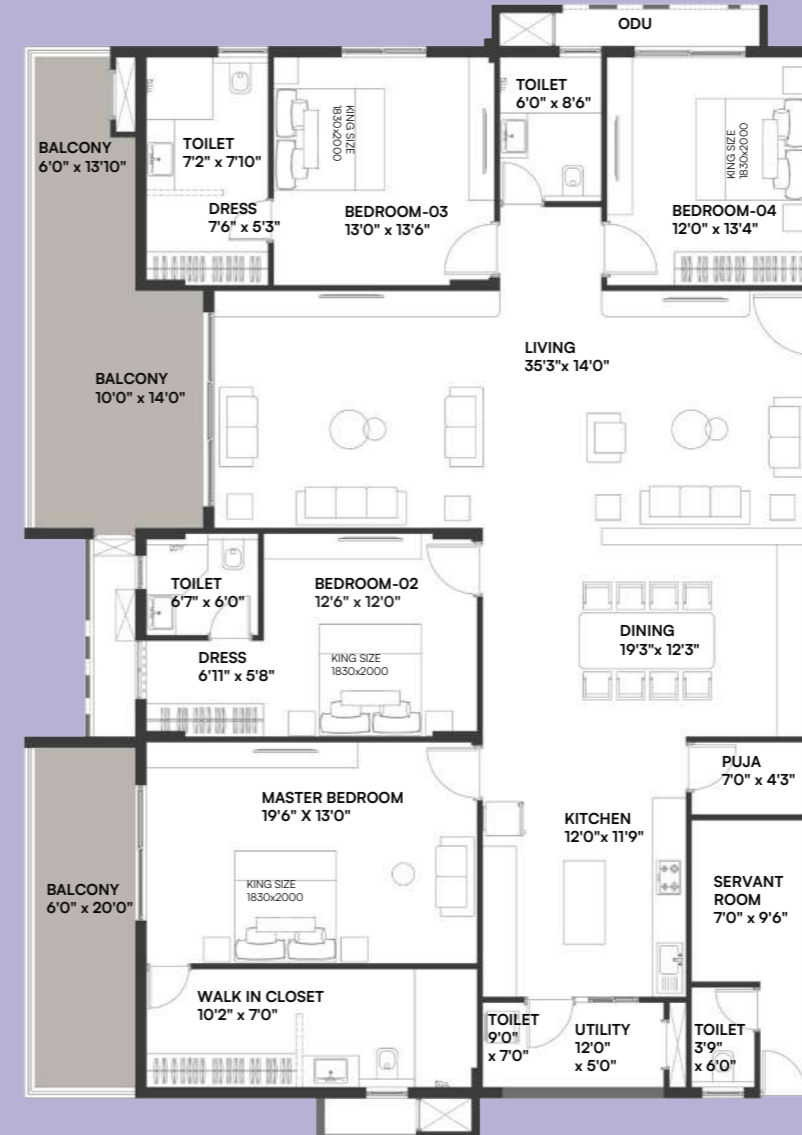 ODU
BALCONY
6'0" x 13'10"
TOILET
7'2" x 7'10"
DRESS
7'6" x 5'3"
KING SIZE
1830x2000
BEDROOM-03
13'0" x 13'6"
TOILET
6'0" x 8'6"
KING SIZE
1830x2000
BEDROOM-04
12'0" x 13'4"
BALCONY
10'0" x 14'0"
LIVING
35'3"x 14'0"
TOILET
6'7" x 6'0"
BEDROOM-02
12'6" x 12'0"
DRESS
6'11" x 5'8"
KING SIZE
1830x2000
DINING
19'3"x 12'3"
PUJA
7'0" x 4'3"
MASTER BEDROOM
19'6" X 13'0"
KITCHEN
12'0"x 11'9"
BALCONY
6'0" x 20'0"
KING SIZE
1830x2000
SERVANT
ROOM
7'0" x 9'6"
WALK IN CLOSET
10'2" x 7'0"
TOILET
9'0"
x 7'0"
UTILITY
12'0"
x 5'0"
TOILET
3'9"
x 6'0"